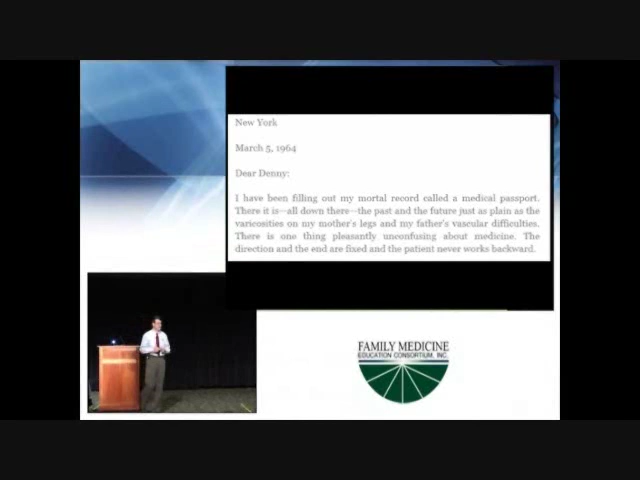 New York
March 5, 1964
Dear Denny:
I have been filling out my mortal record called a medical passport.
There it is—all down there—the past and the future just as plain as the
varicosities on my mother's legs and my father's vascular difficulties.
There is one thing pleasantly unconfusing about medicine. The
direction and the end are fixed and the patient never works backward.
FAMILY MEDICINE
EDUCATION CONSORTIUM, INC.